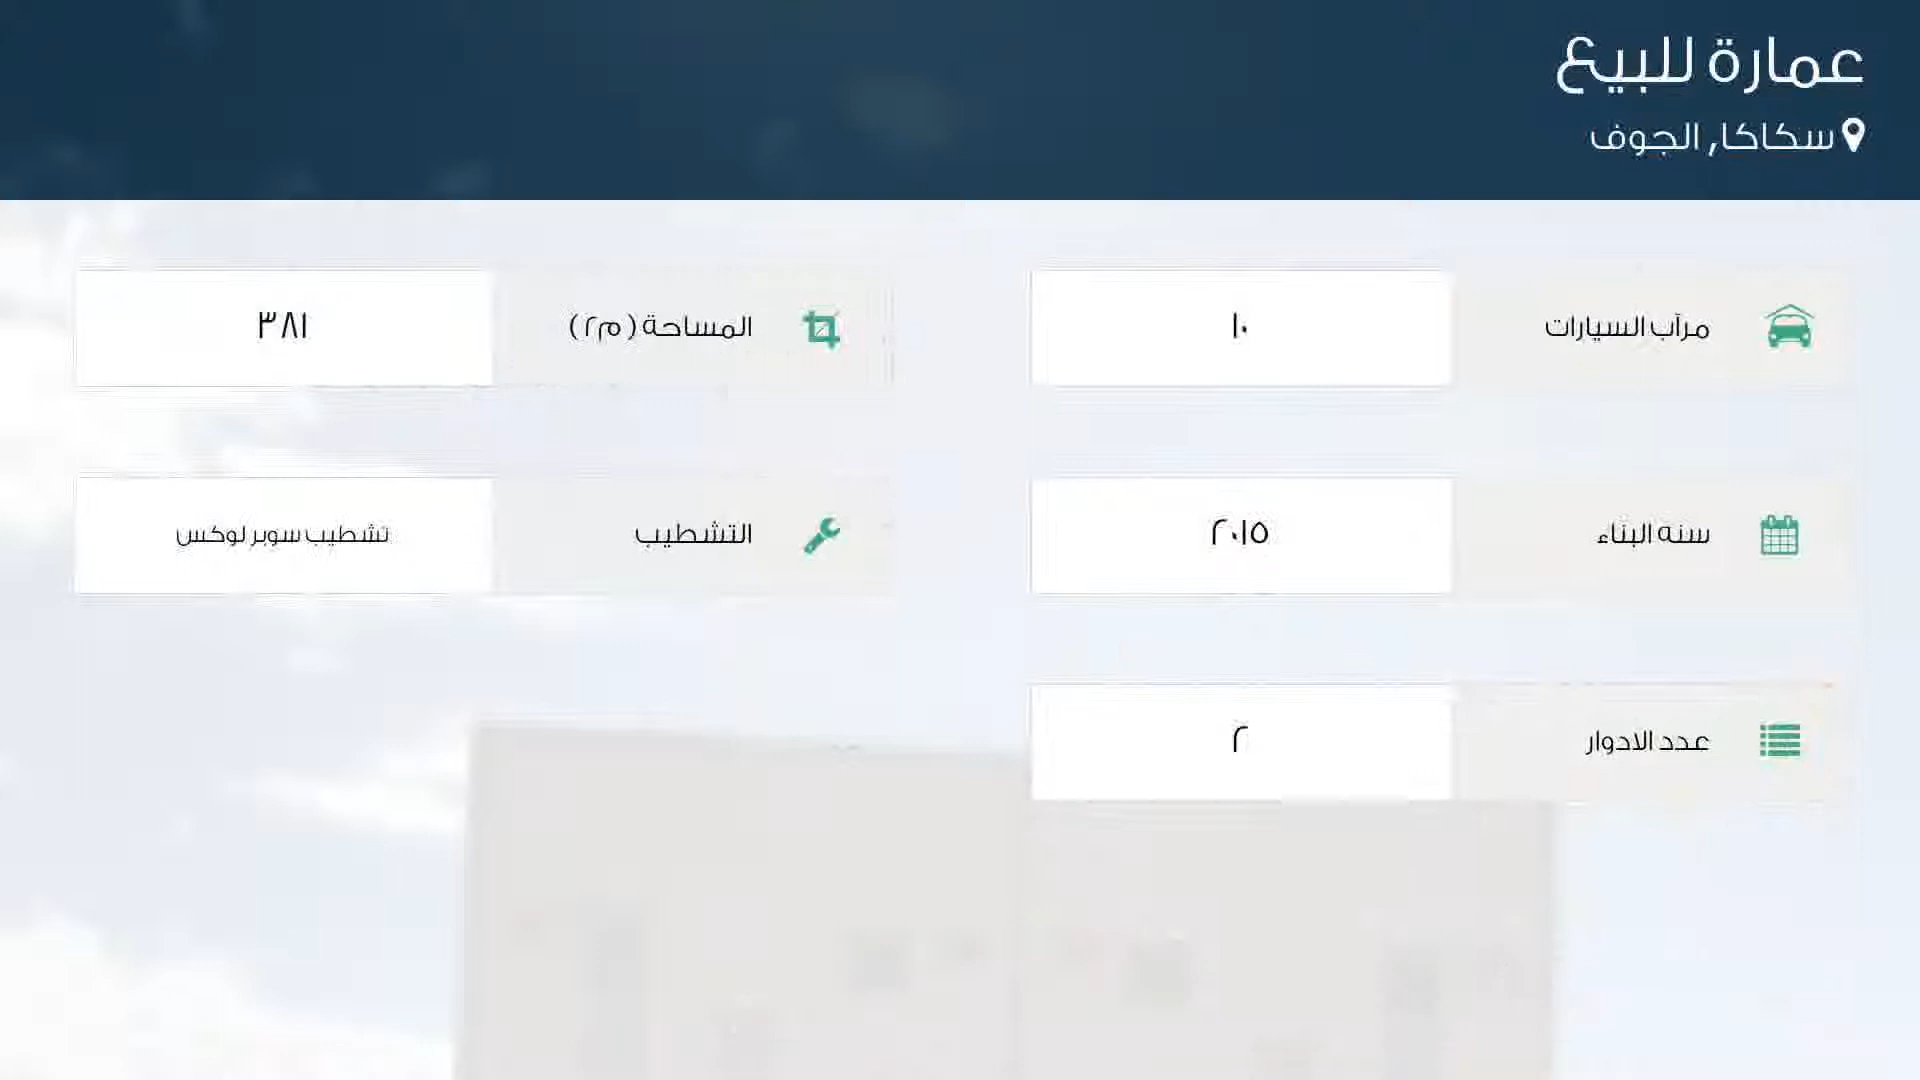 عمارة للبيع
سكاكا, الجوف
مرآب السيارات
١٠
المساحة (م٢)
٣٨١
سنه البناء
٢٠١٥
التشطيب
تشطيب سوبر لوكس
عدد الادوار
٢